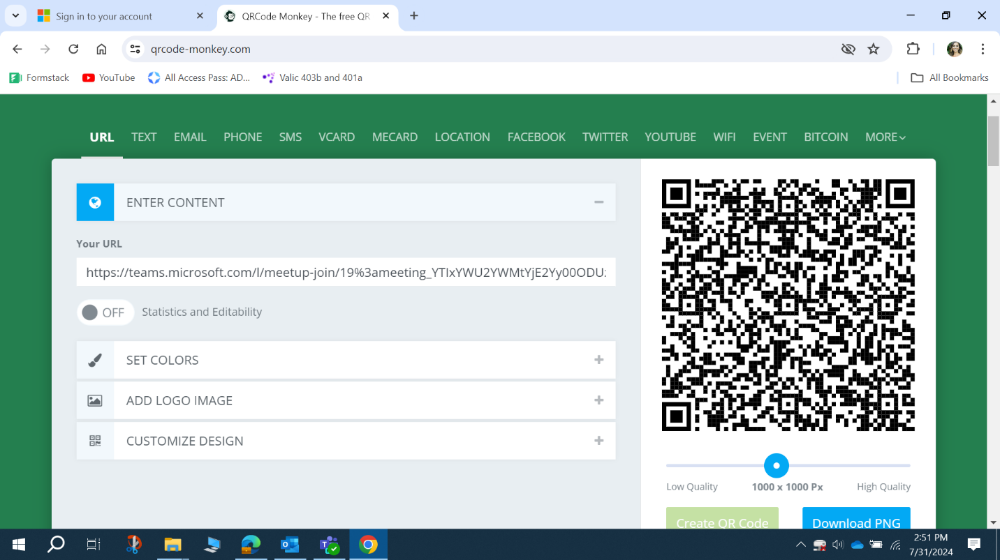 Sign in to your account
QRCode Monkey - The free QR
qrcode-monkey.com
Formstack
YouTube
All Access Pass: AD...
Valic 403b and 401a
All Bookmarks
URL TEXT EMAIL PHONE SMS VCARD MECARD LOCATION FACEBOOK TWITTER YOUTUBE WIFI EVENT BITCOIN MORE
ENTER CONTENT
Your URL
https://teams.microsoft.com/l/meetup-join/19%3ameeting_YTIxYWU2YWMtYjE2Yy00ODU
OFF Statistics and Editability
SET COLORS
ADD LOGO IMAGE
CUSTOMIZE DESIGN
Low Quality 1000 x 1000 Px High Quality
Create QR Code Download PNG
2:51 PM
7/31/2024